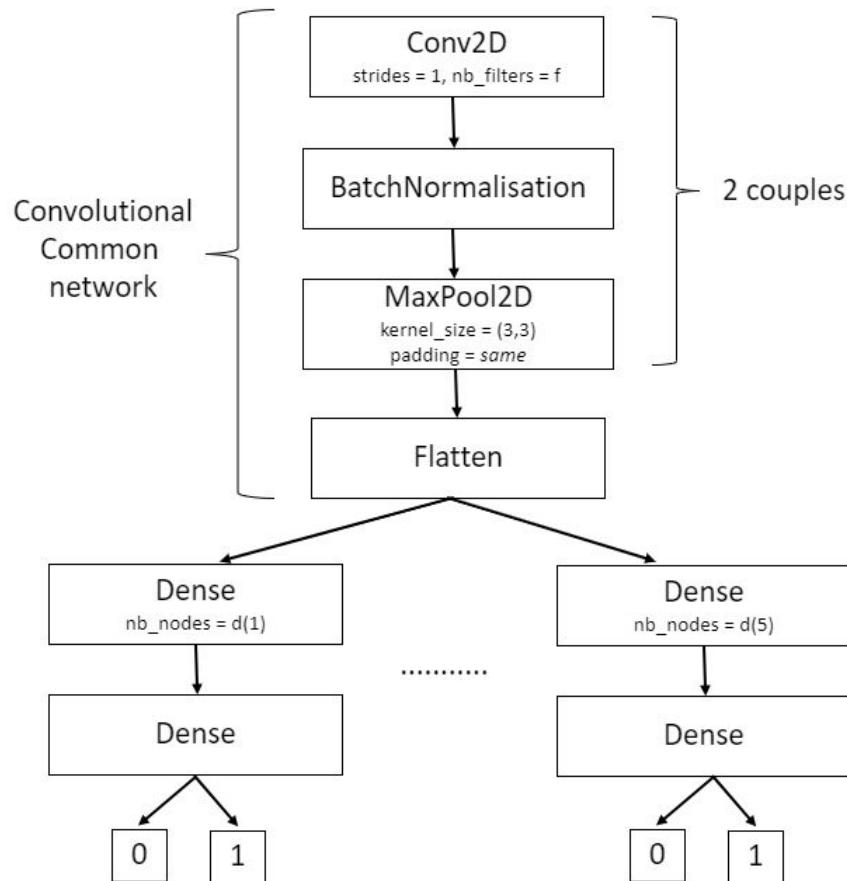 Conv2D
strides = 1, nb_filters = f
BatchNormalisation
2 couples
Convolutional
Common
network
MaxPool2D
kernel_size = (3,3)
padding = same
Flatten
Dense
nb_nodes = d(1)
Dense
nb_nodes = d(5)
...........
Dense
Dense
0
1
0
1